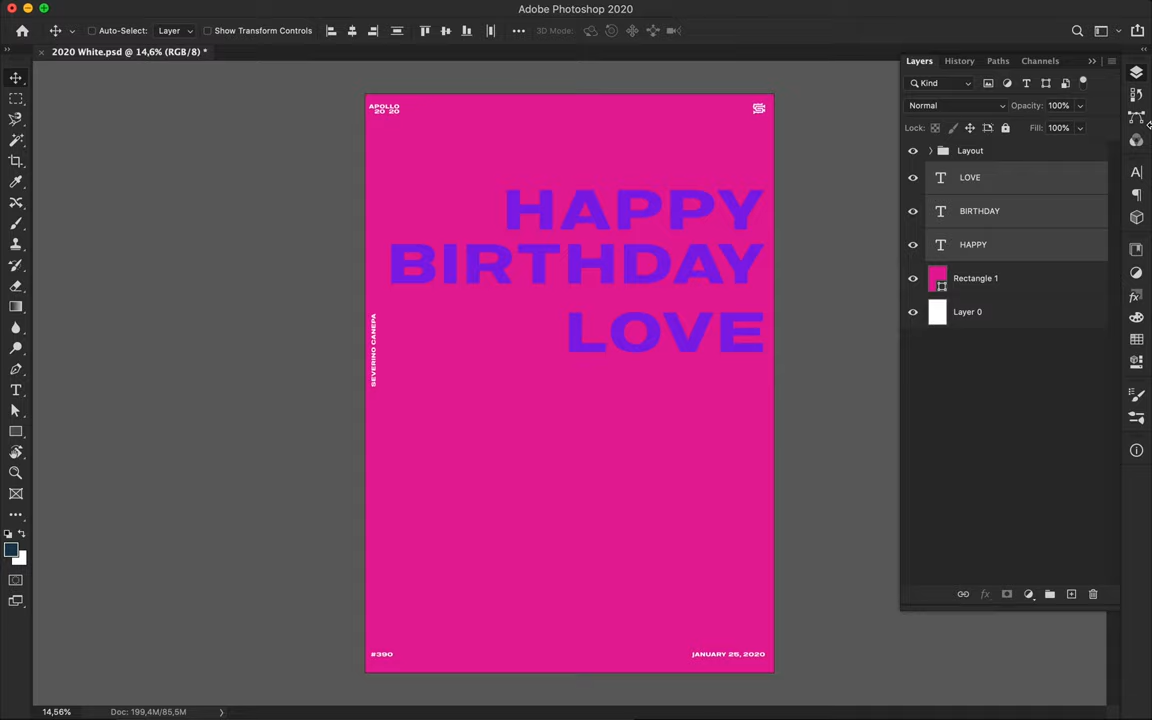 Adobe Photoshop 2020
Auto-Select:
Layer
Show Transform Controls
3D Mode:
2020 White.psd @ 14,6% (RGB/8) *
Layers
History
Paths
Channels
Kind
Normal
Opacity: 100%
Lock:
Fill: 100%
Layout
LOVE
BIRTHDAY
HAPPY
Rectangle 1
Layer 0
APOLLO
20 20
HAPPY
BIRTHDAY
LOVE
SEVERINO CANEPA
#390
JANUARY 25, 2020
14,56%
Doc: 199,4M/85,5M